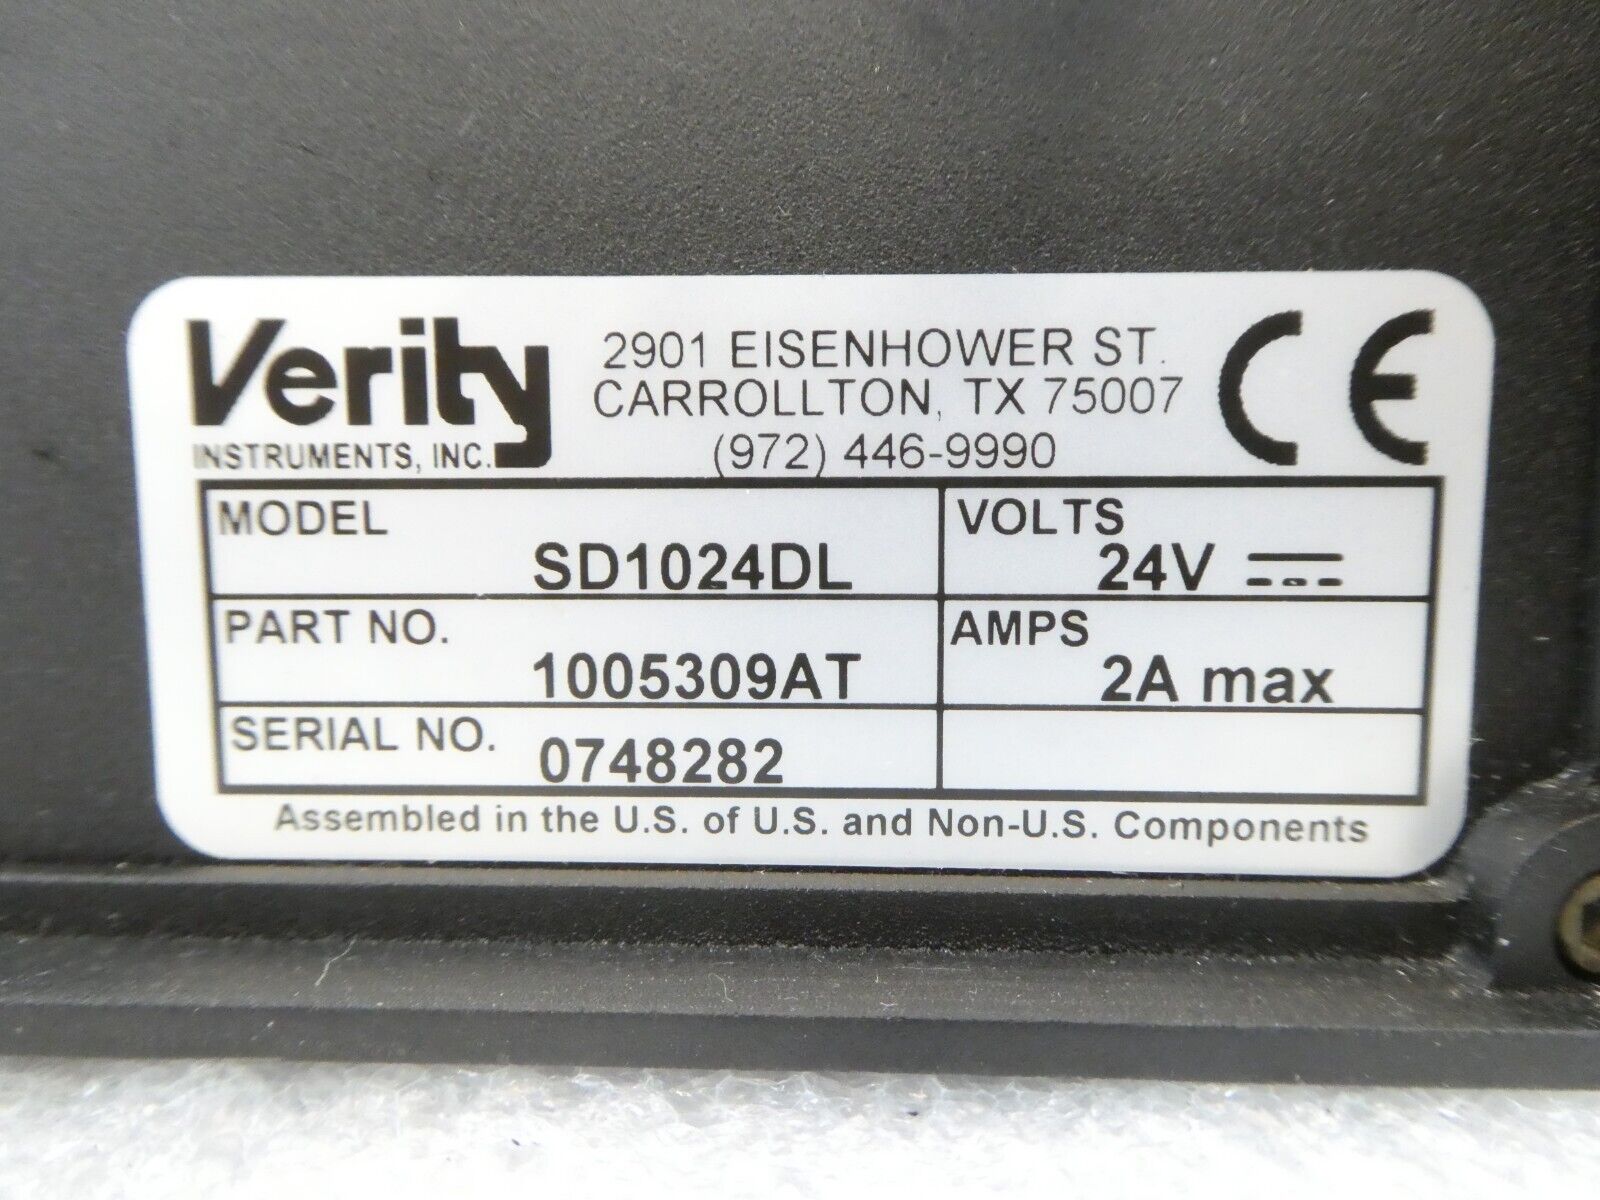 Verity
INSTRUMENTS, INC.
2901 EISENHOWER ST.
CARROLLTON, TX 75007
(972) 446-9990
CE
MODEL
SD1024DL
VOLTS
24V
PART NO.
1005309AT
AMPS
2A max
SERIAL NO.
0748282
Assembled in the U.S. of U.S. and Non-U.S. Components